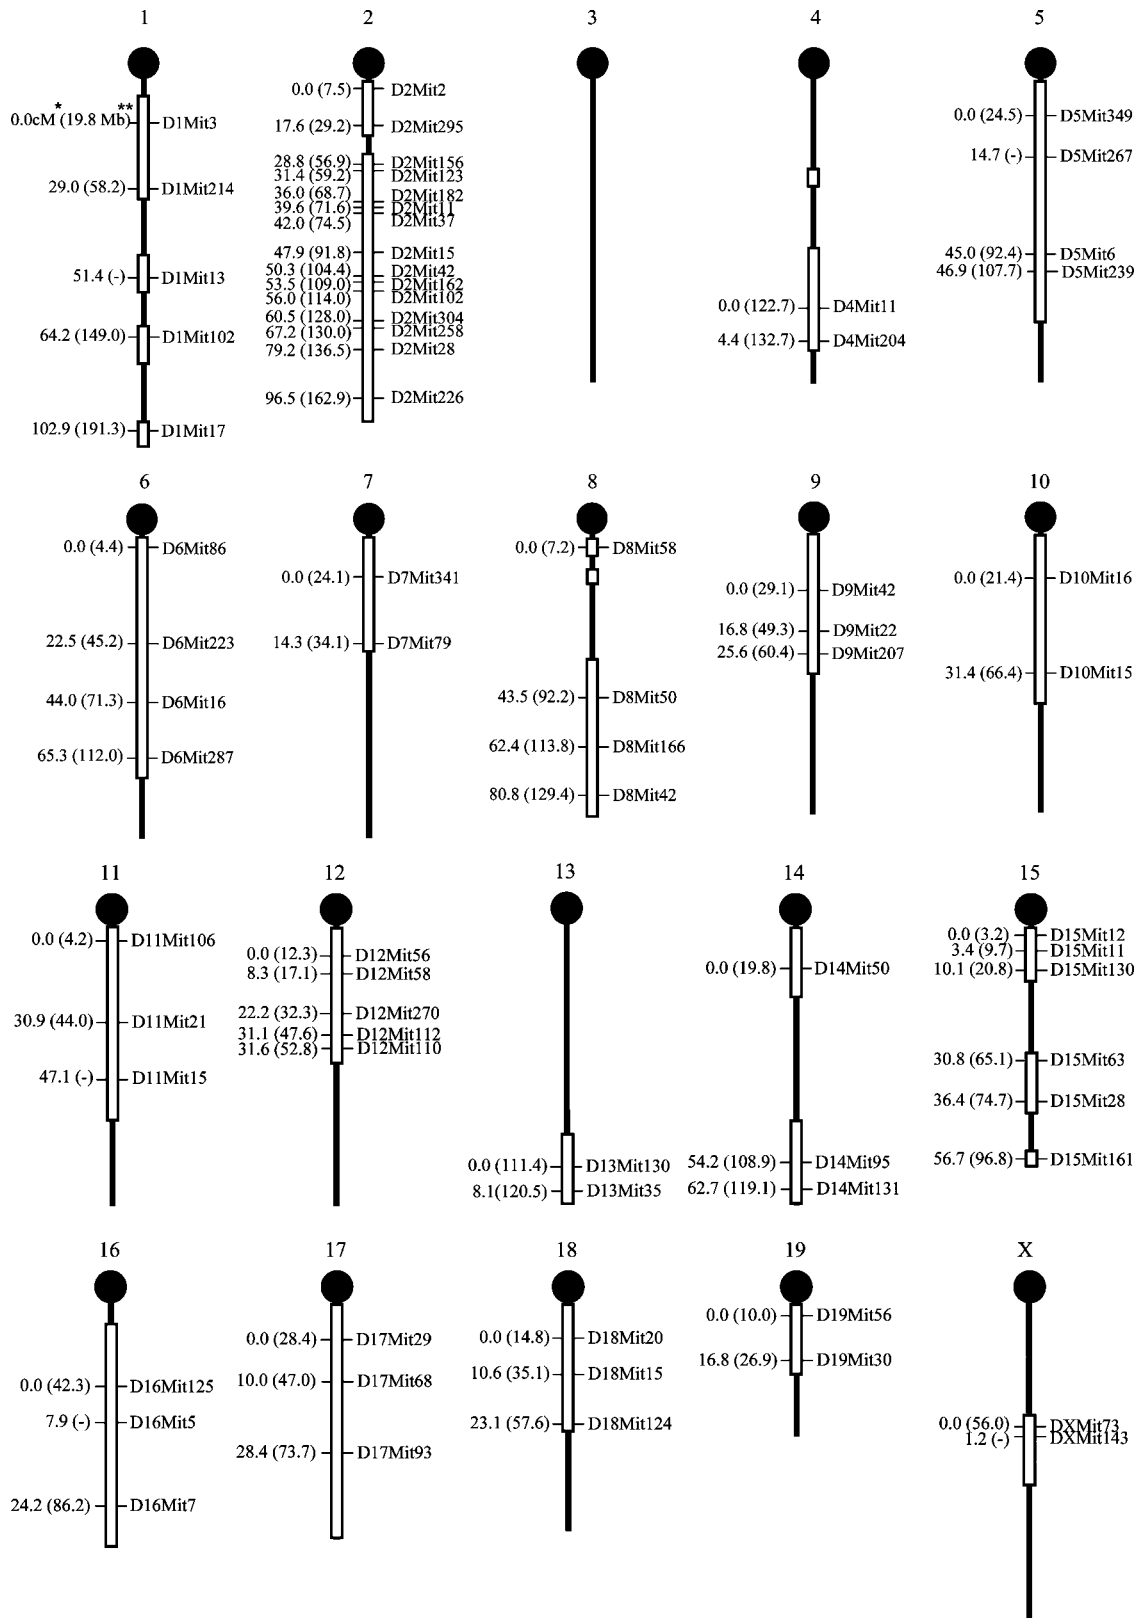 1
0.0cM* (19.8 Mb)** D1Mit3
29.0 (58.2) D1Mit214
51.4 (-) D1Mit13
64.2 (149.0) D1Mit102
102.9 (191.3) D1Mit17
2
0.0 (7.5) D2Mit2
17.6 (29.2) D2Mit295
28.8 (56.9) D2Mit156
31.4 (59.2) D2Mit123
36.0 (68.7) D2Mit182
39.6 (71.6) D2Mit11
42.0 (74.5) D2Mit37
47.9 (91.8) D2Mit15
50.3 (104.4) D2Mit42
53.5 (109.0) D2Mit162
56.0 (114.0) D2Mit102
60.5 (128.0) D2Mit304
67.2 (130.0) D2Mit258
79.2 (136.5) D2Mit28
96.5 (162.9) D2Mit226
3
4
0.0 (122.7) D4Mit11
4.4 (132.7) D4Mit204
5
0.0 (24.5) D5Mit349
14.7 (-) D5Mit267
45.0 (92.4) D5Mit6
46.9 (107.7) D5Mit239
6
0.0 (4.4) D6Mit86
22.5 (45.2) D6Mit223
44.0 (71.3) D6Mit16
65.3 (112.0) D6Mit287
7
0.0 (24.1) D7Mit341
14.3 (34.1) D7Mit79
8
0.0 (7.2) D8Mit58
43.5 (92.2) D8Mit50
62.4 (113.8) D8Mit166
80.8 (129.4) D8Mit42
9
0.0 (29.1) D9Mit42
16.8 (49.3) D9Mit22
25.6 (60.4) D9Mit207
10
0.0 (21.4) D10Mit16
31.4 (66.4) D10Mit15
11
0.0 (4.2) D11Mit106
30.9 (44.0) D11Mit21
47.1 (-) D11Mit15
12
0.0 (12.3) D12Mit56
8.3 (17.1) D12Mit58
22.2 (32.3) D12Mit270
31.1 (47.6) D12Mit112
31.6 (52.8) D12Mit110
13
0.0 (111.4) D13Mit130
8.1(120.5) D13Mit35
14
0.0 (19.8) D14Mit50
54.2 (108.9) D14Mit95
62.7 (119.1) D14Mit131
15
0.0 (3.2) D15Mit12
3.4 (9.7) D15Mit11
10.1 (20.8) D15Mit130
30.8 (65.1) D15Mit63
36.4 (74.7) D15Mit28
56.7 (96.8) D15Mit161
16
0.0 (42.3) D16Mit125
7.9 (-) D16Mit5
24.2 (86.2) D16Mit7
17
0.0 (28.4) D17Mit29
10.0 (47.0) D17Mit68
28.4 (73.7) D17Mit93
18
0.0 (14.8) D18Mit20
10.6 (35.1) D18Mit15
23.1 (57.6) D18Mit124
19
0.0 (10.0) D19Mit56
16.8 (26.9) D19Mit30
X
0.0 (56.0) DXMit73
1.2 (-) DXMit143